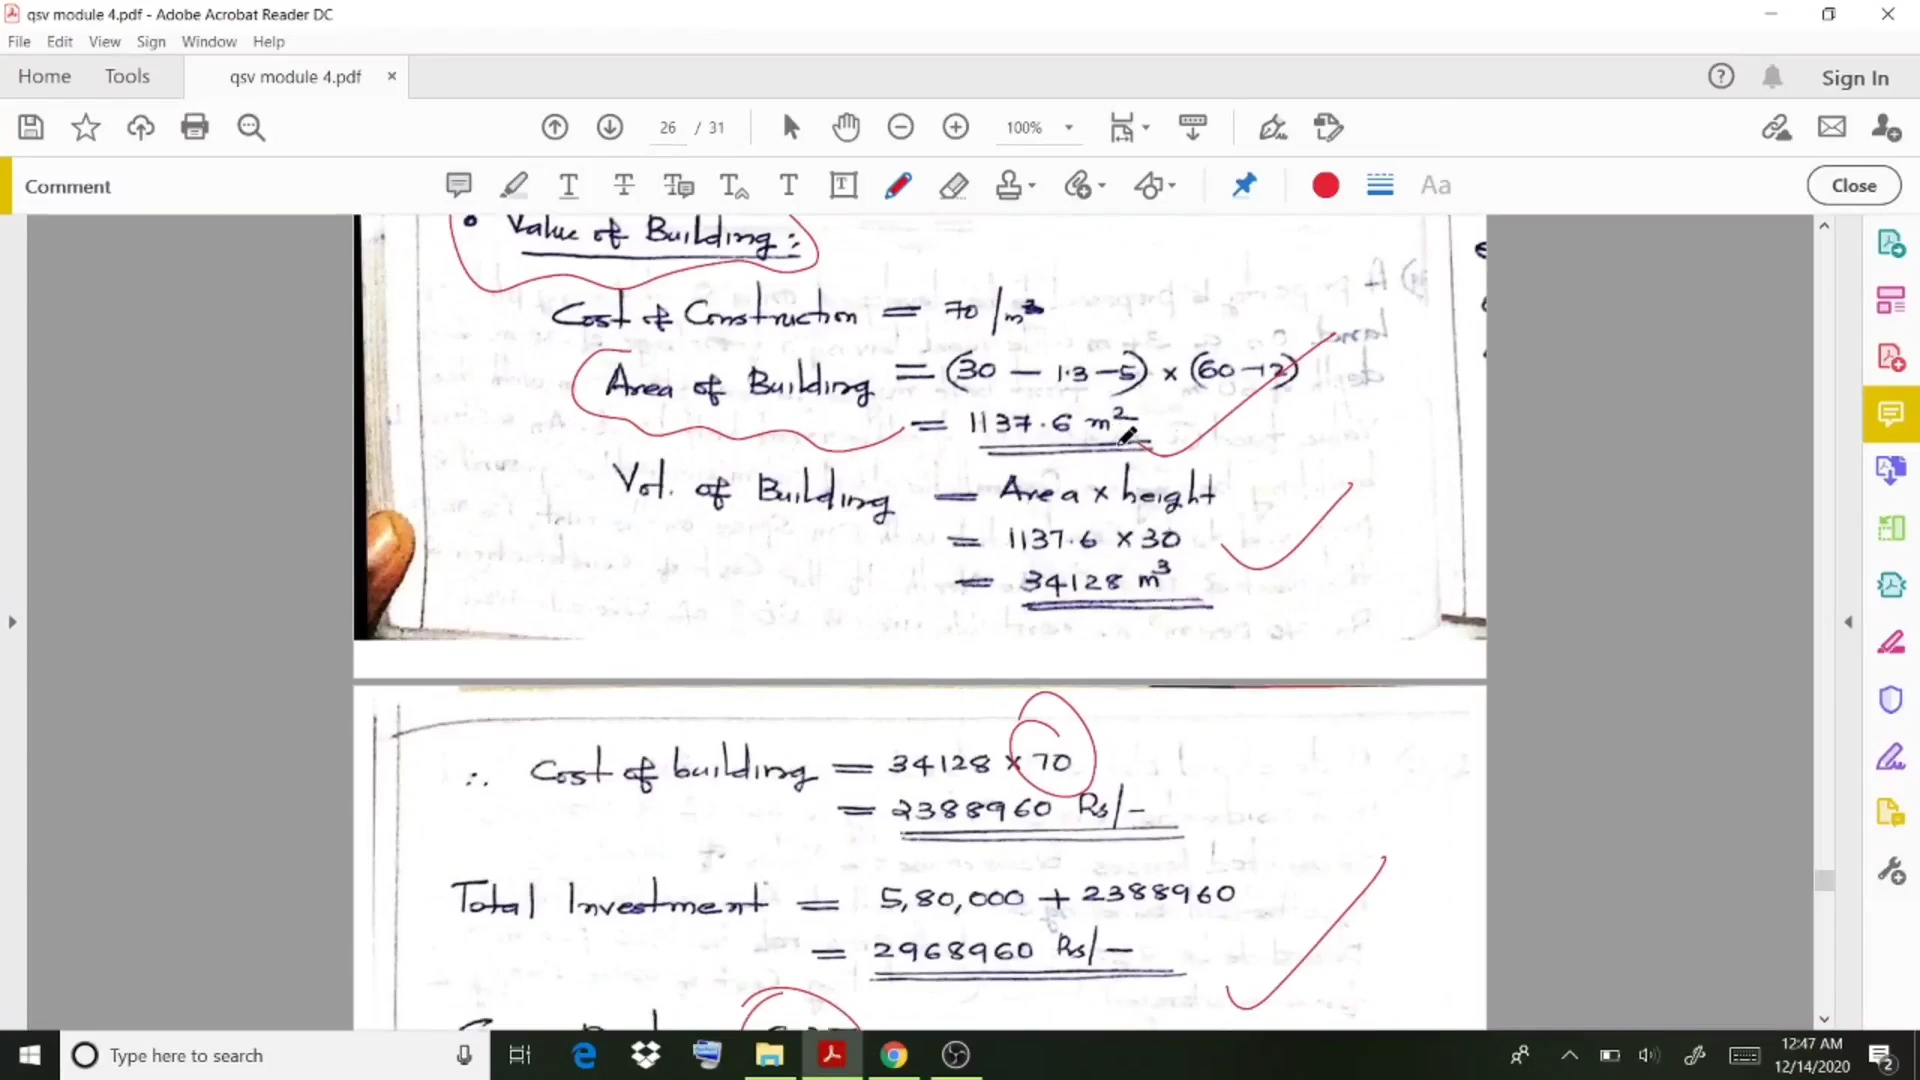 qsv module 4.pdf - Adobe Acrobat Reader DC
File Edit View Sign Window Help
Home Tools qsv module 4.pdf × Sign In
26 / 31 100%
Comment Aa Close
• Value of Building :
Cost of Construction = 70 /m³
Area of Building = (30 - 1.3 - 5) × (60 - 12)
= 1137.6 m²
Vol. of Building = Area × height
= 1137.6 × 30
= 34128 m³
∴ Cost of building = 34128 × 70
= 2388960 Rs/-
Total Investment = 5,80,000 + 2388960
= 2968960 Rs/-
Type here to search
12:47 AM
12/14/2020
2